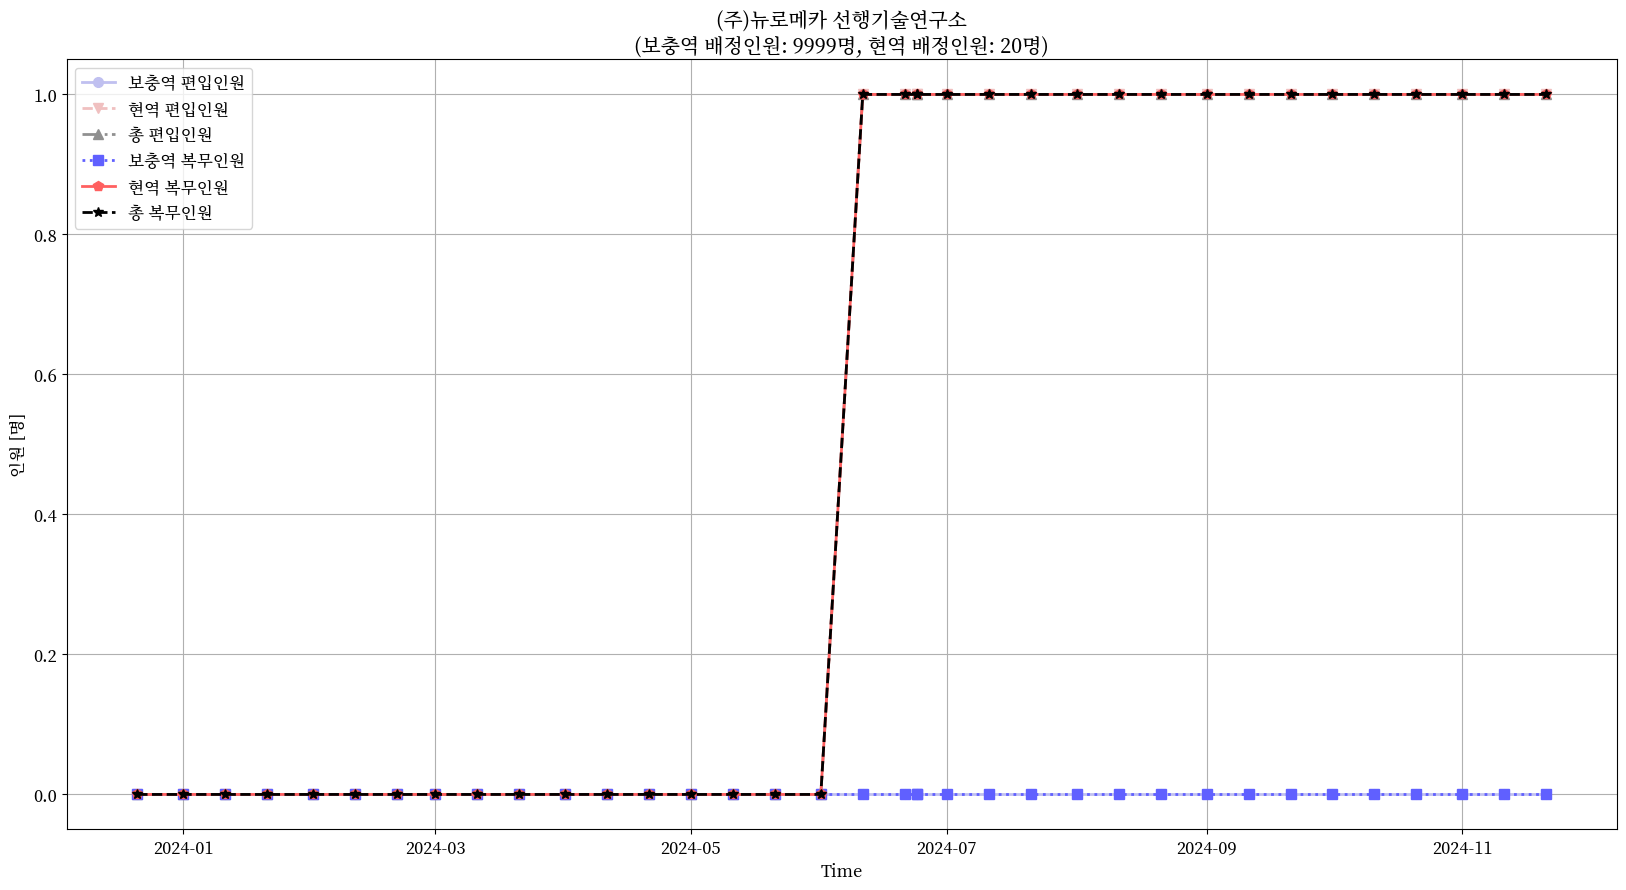 (주)뉴로메카 선행기술연구소
(보충역 배정인원: 9999명, 현역 배정인원: 20명)
보충역 편입인원
현역 편입인원
총 편입인원
보충역 복무인원
현역 복무인원
총 복무인원
1.0
0.8
0.6
0.4
0.2
0.0
인원 [명]
2024-01
2024-03
2024-05
2024-07
2024-09
2024-11
Time